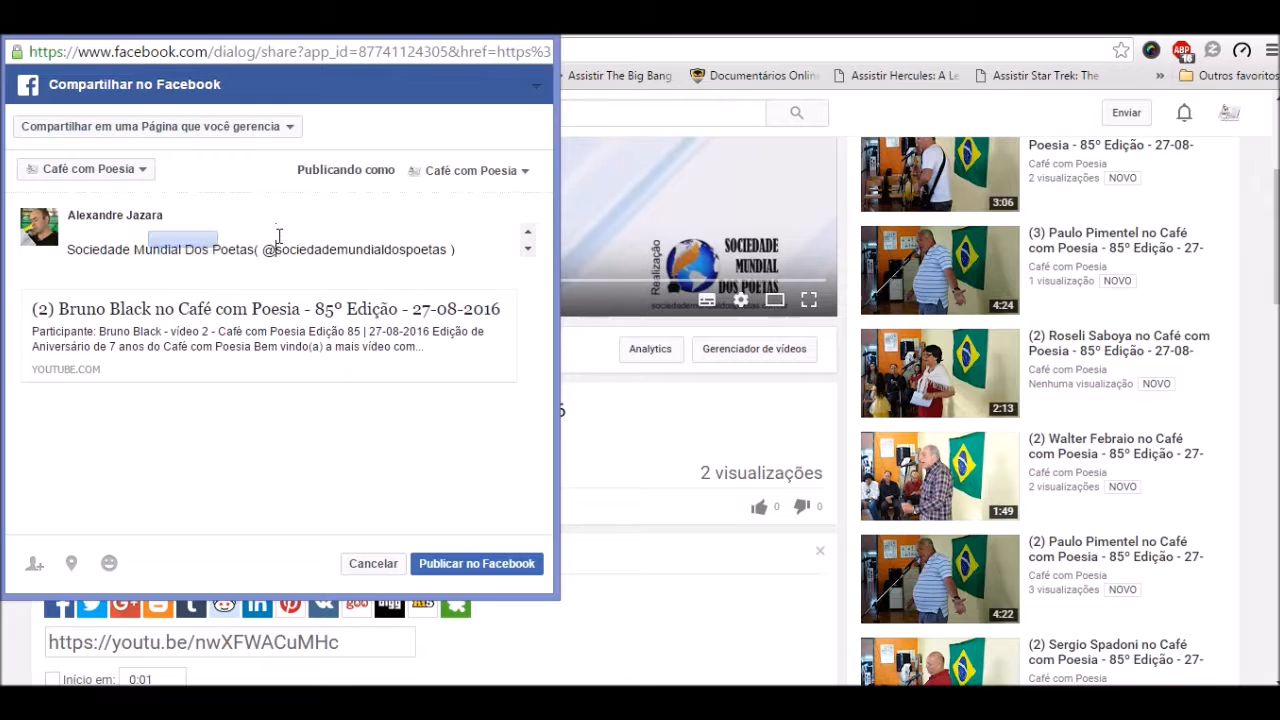 https://www.facebook.com/dialog/share?app_id=87741124305&href=https%3
Compartilhar no Facebook
Compartilhar em uma Página que você gerencia
Café com Poesia
Publicando como
Café com Poesia
Alexandre Jazara
Sociedade Mundial Dos Poetas( @sociedademundialdospoetas )
(2) Bruno Black no Café com Poesia - 85º Edição - 27-08-2016
Participante: Bruno Black - vídeo 2 - Café com Poesia Edição 85 | 27-08-2016 Edição de
Aniversário de 7 anos do Café com Poesia Bem vindo(a) a mais vídeo com...
YOUTUBE.COM
Cancelar
Publicar no Facebook
ABP
16
Assistir The Big Bang
Documentários Onlin
Assistir Hercules: A Le
Assistir Star Trek: The
»
Outros favoritos
Enviar
Realização
SOCIEDADE
MUNDIAL
DOS
POETAS
Analytics
Gerenciador de vídeos
6
2 visualizações
0
0
https://youtu.be/nwXFWACuMHc
Início em:
0:01
Poesia - 85º Edição - 27-08-
Café com Poesia
2 visualizações
NOVO
3:06
(3) Paulo Pimentel no Café
com Poesia - 85º Edição - 27-
Café com Poesia
1 visualização
NOVO
4:24
(2) Roseli Saboya no Café com
Poesia - 85º Edição - 27-08-
Café com Poesia
Nenhuma visualização
NOVO
2:13
(2) Walter Febraio no Café
com Poesia - 85º Edição - 27-
Café com Poesia
2 visualizações
NOVO
1:49
(2) Paulo Pimentel no Café
com Poesia - 85º Edição - 27-
Café com Poesia
3 visualizações
NOVO
4:22
(2) Sergio Spadoni no Café
com Poesia - 85º Edição - 27-